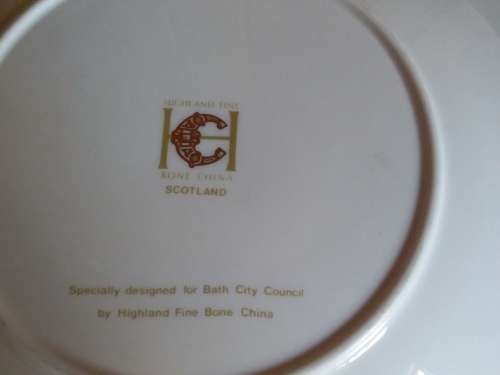 HIGHLAND FINE
H
BONE CHINA
SCOTLAND
Specially designed for Bath City Council
by Highland Fine Bone China